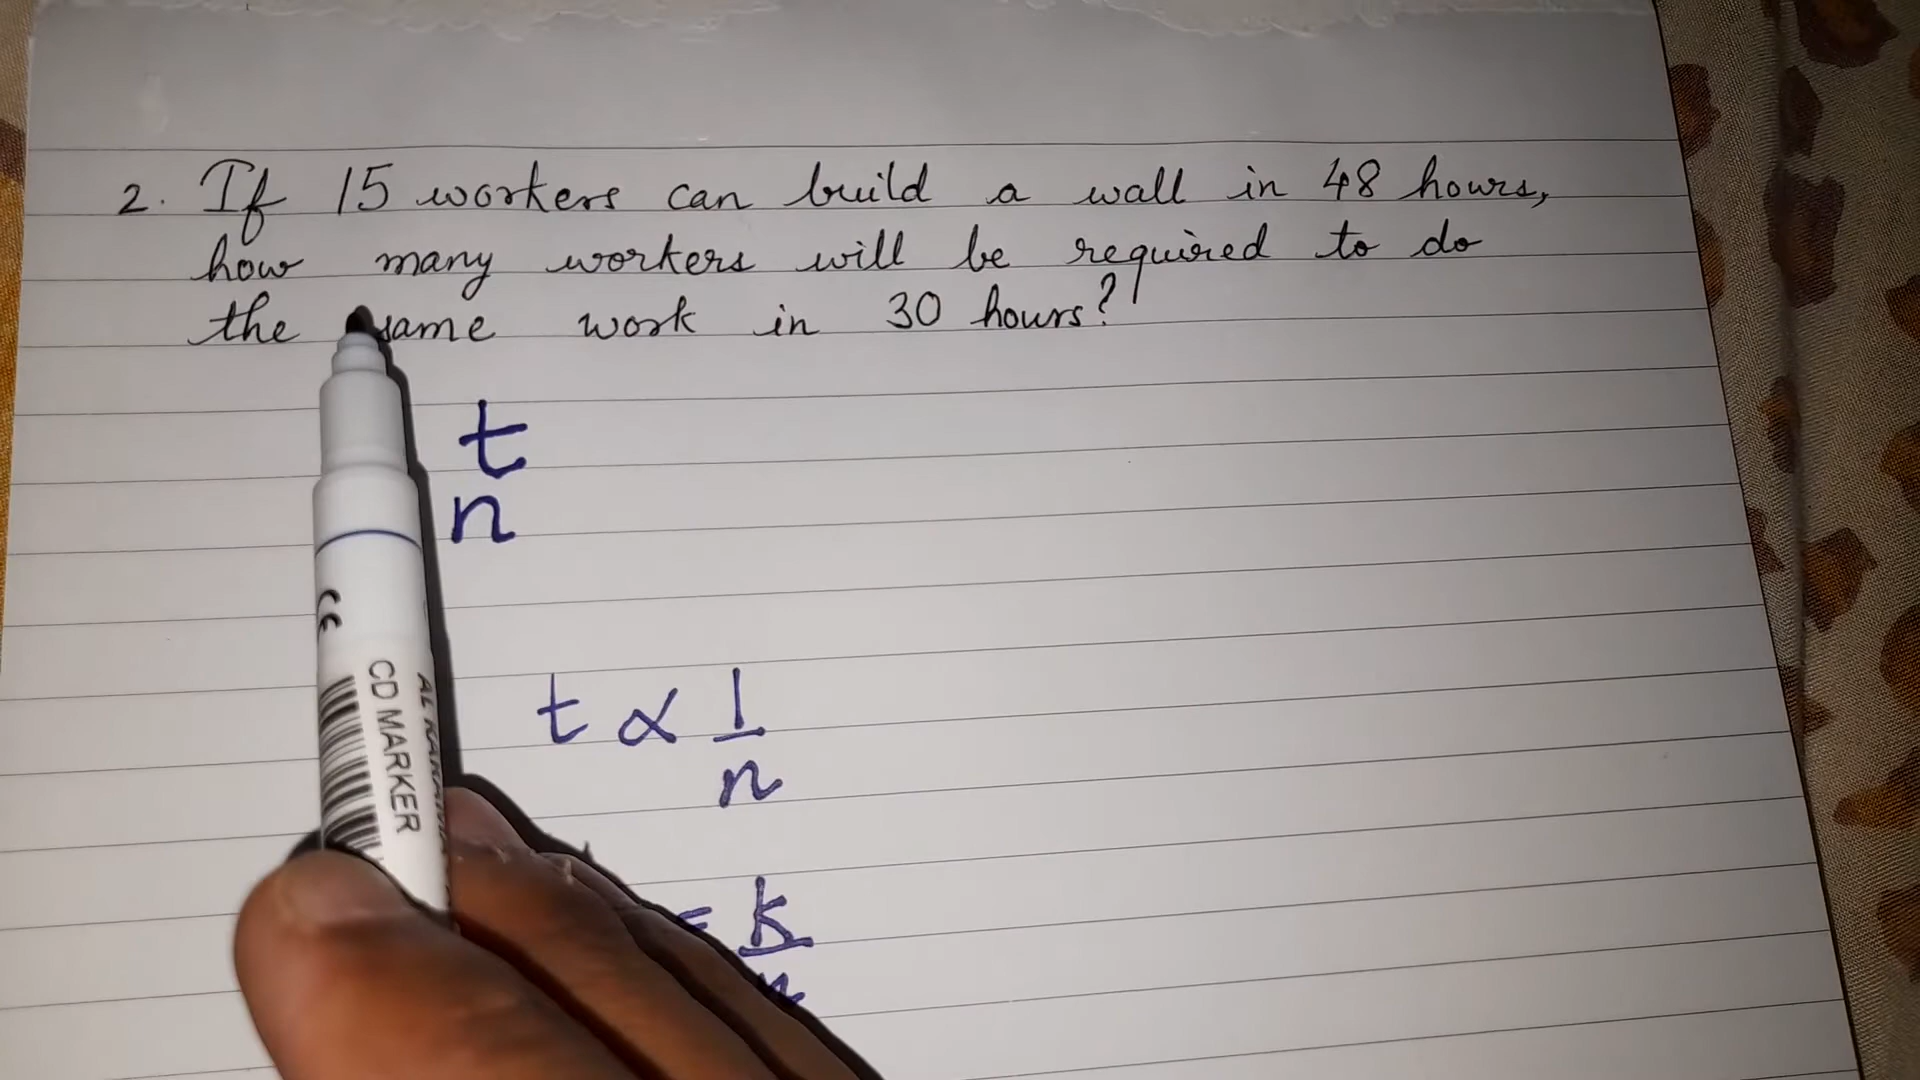 2. If 15 workers can build a wall in 48 hours,
how many workers will be required to do
the same work in 30 hours?
t
n
t ∝ 1/n
= k/n
CE
CD MARKER